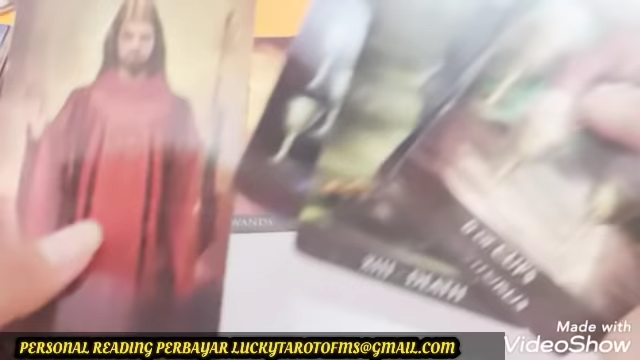 WANDS
Made with
VideoShow
PERSONAL READING PERBAYAR LUCKYTAROTOFMS@GMAIL.COM